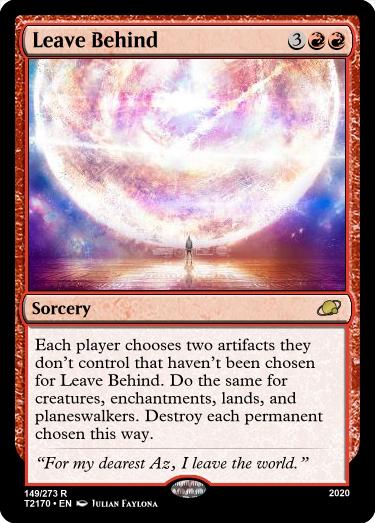 Leave Behind 3
Sorcery
Each player chooses two artifacts they
don't control that haven't been chosen
for Leave Behind. Do the same for
creatures, enchantments, lands, and
planeswalkers. Destroy each permanent
chosen this way.
“For my dearest Az, I leave the world.”
149/273 R 2020
T2170 • EN Julian Faylona